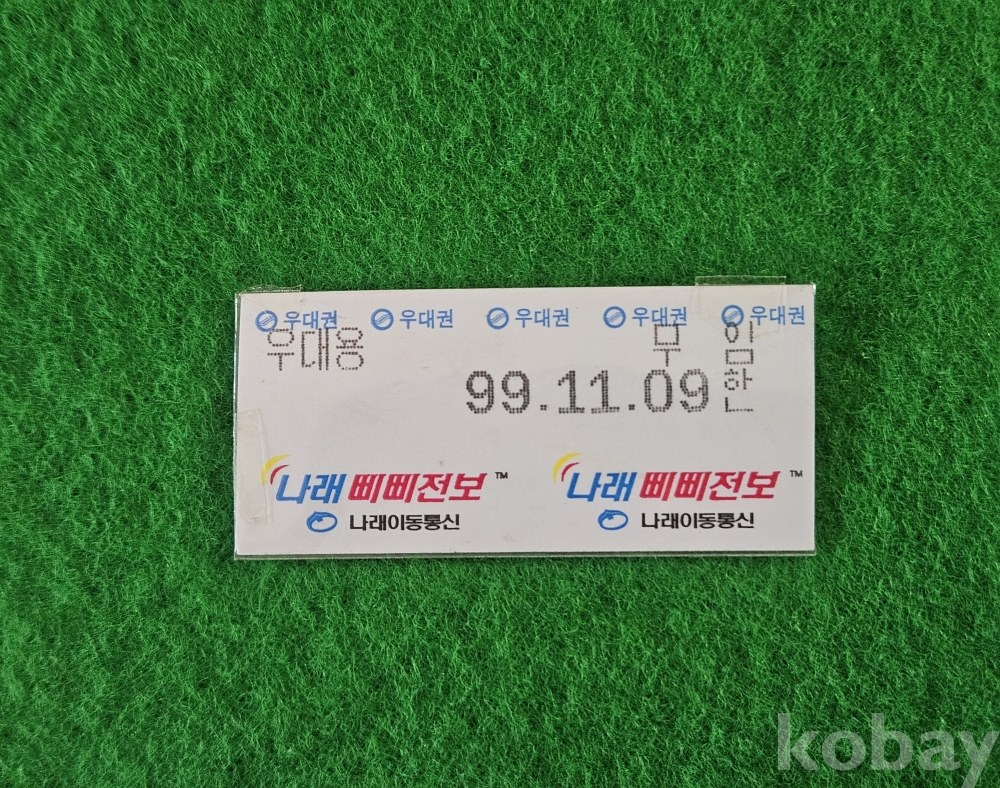 우대권 우대권 우대권 우대권 우대권
우대용 무 임
99.11.09
나래 삐삐전보™ 나래 삐삐전보™
나래이동통신 나래이동통신
kobay